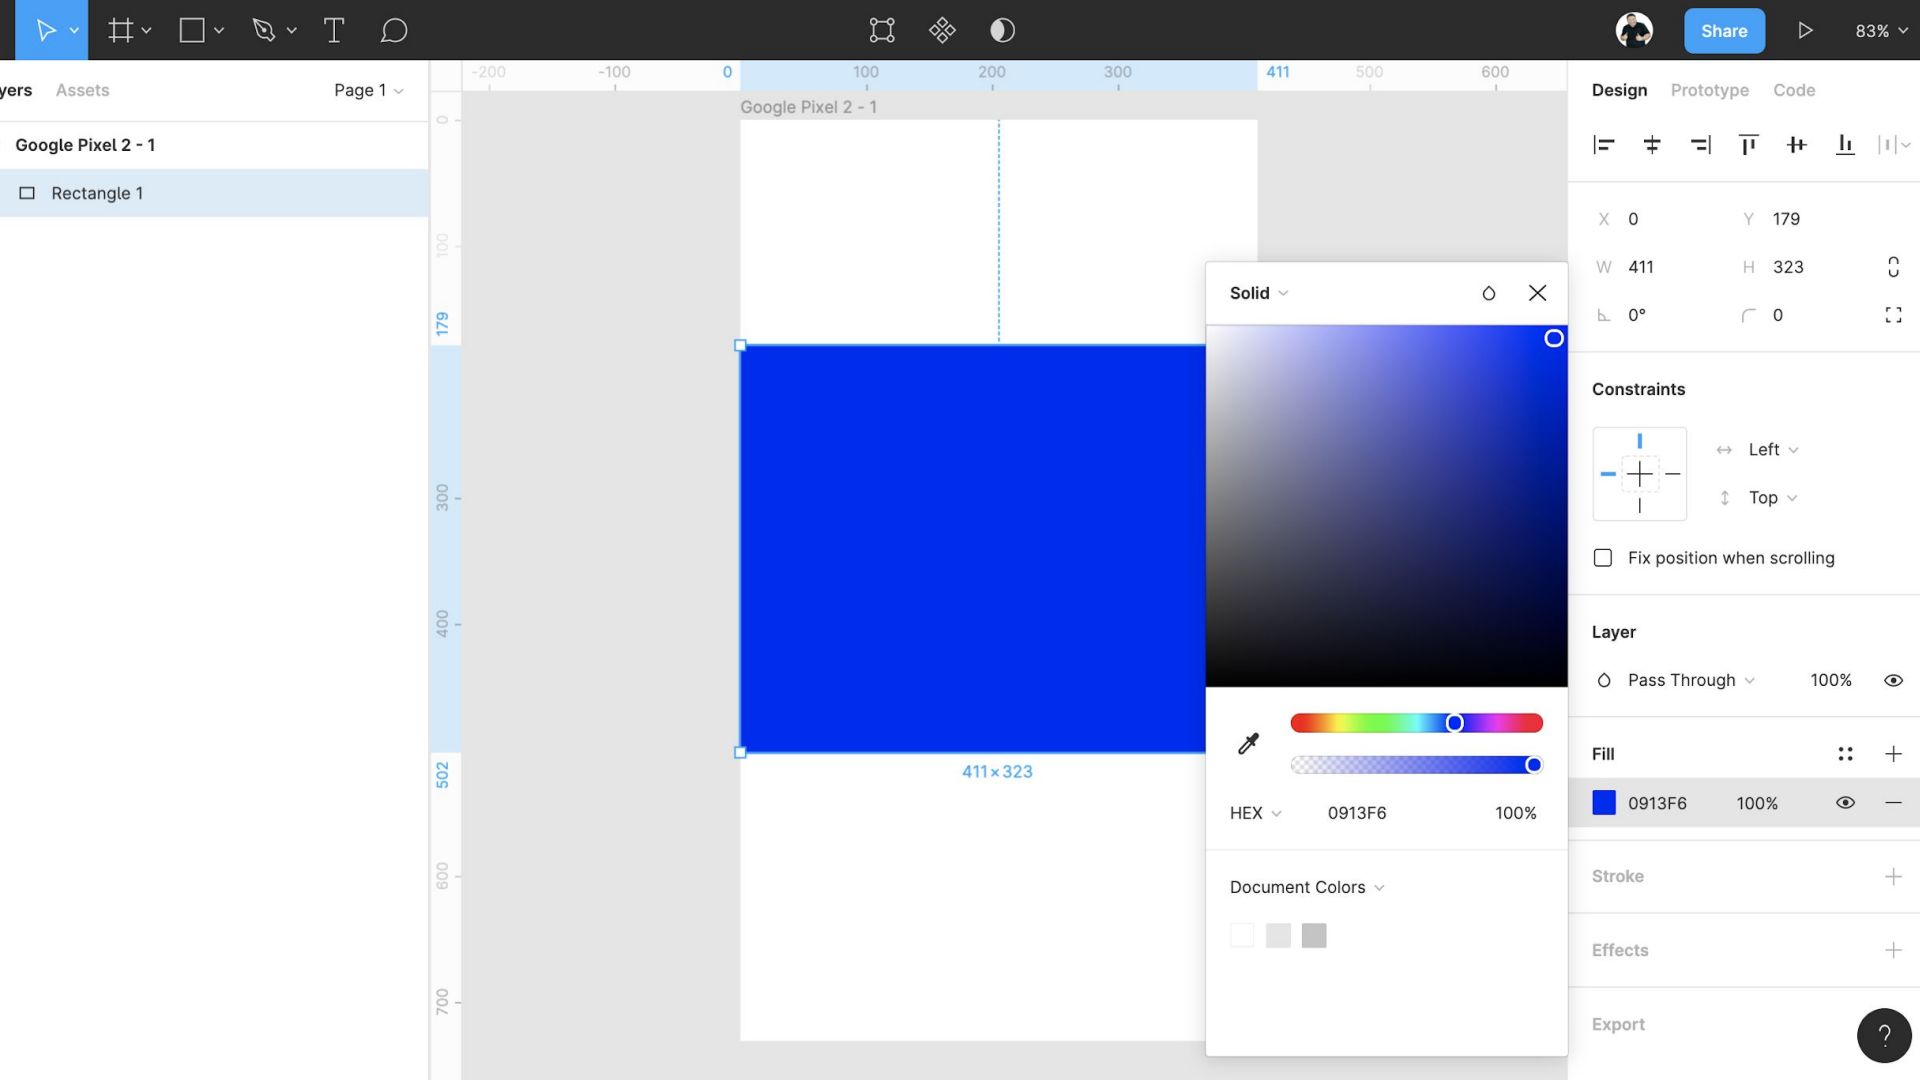 Share
83%
yers
Assets
Page 1
Google Pixel 2 - 1
Rectangle 1
-200
-100
0
100
200
300
411
500
600
0
100
179
300
400
502
600
700
Google Pixel 2 - 1
411 × 323
Solid
HEX
0913F6
100%
Document Colors
Design
Prototype
Code
X 0
Y 179
W 411
H 323
0°
0
Constraints
Left
Top
Fix position when scrolling
Layer
Pass Through
100%
Fill
0913F6
100%
Stroke
Effects
Export
?